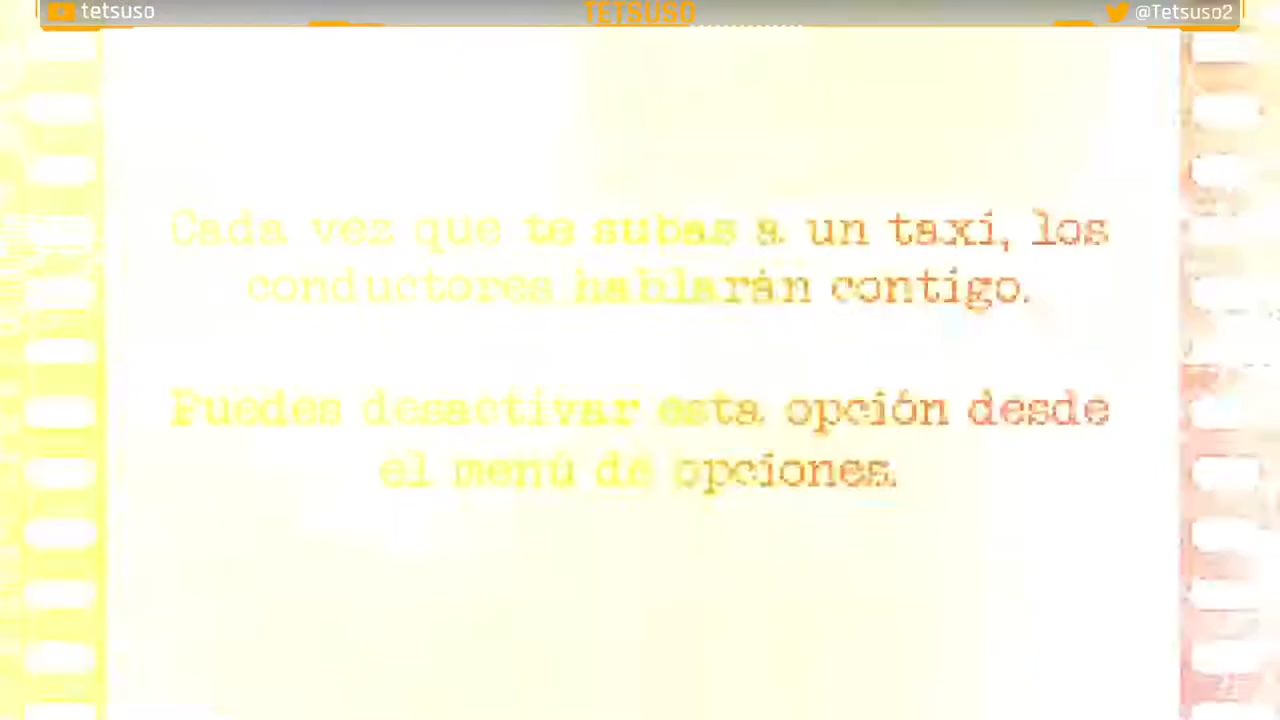 tetsuso
TETSUSO
@Tetsuso2
Cada vez que te subas a un taxi, los
conductores hablarán contigo.
Puedes desactivar esta opción desde
el menú de opciones.